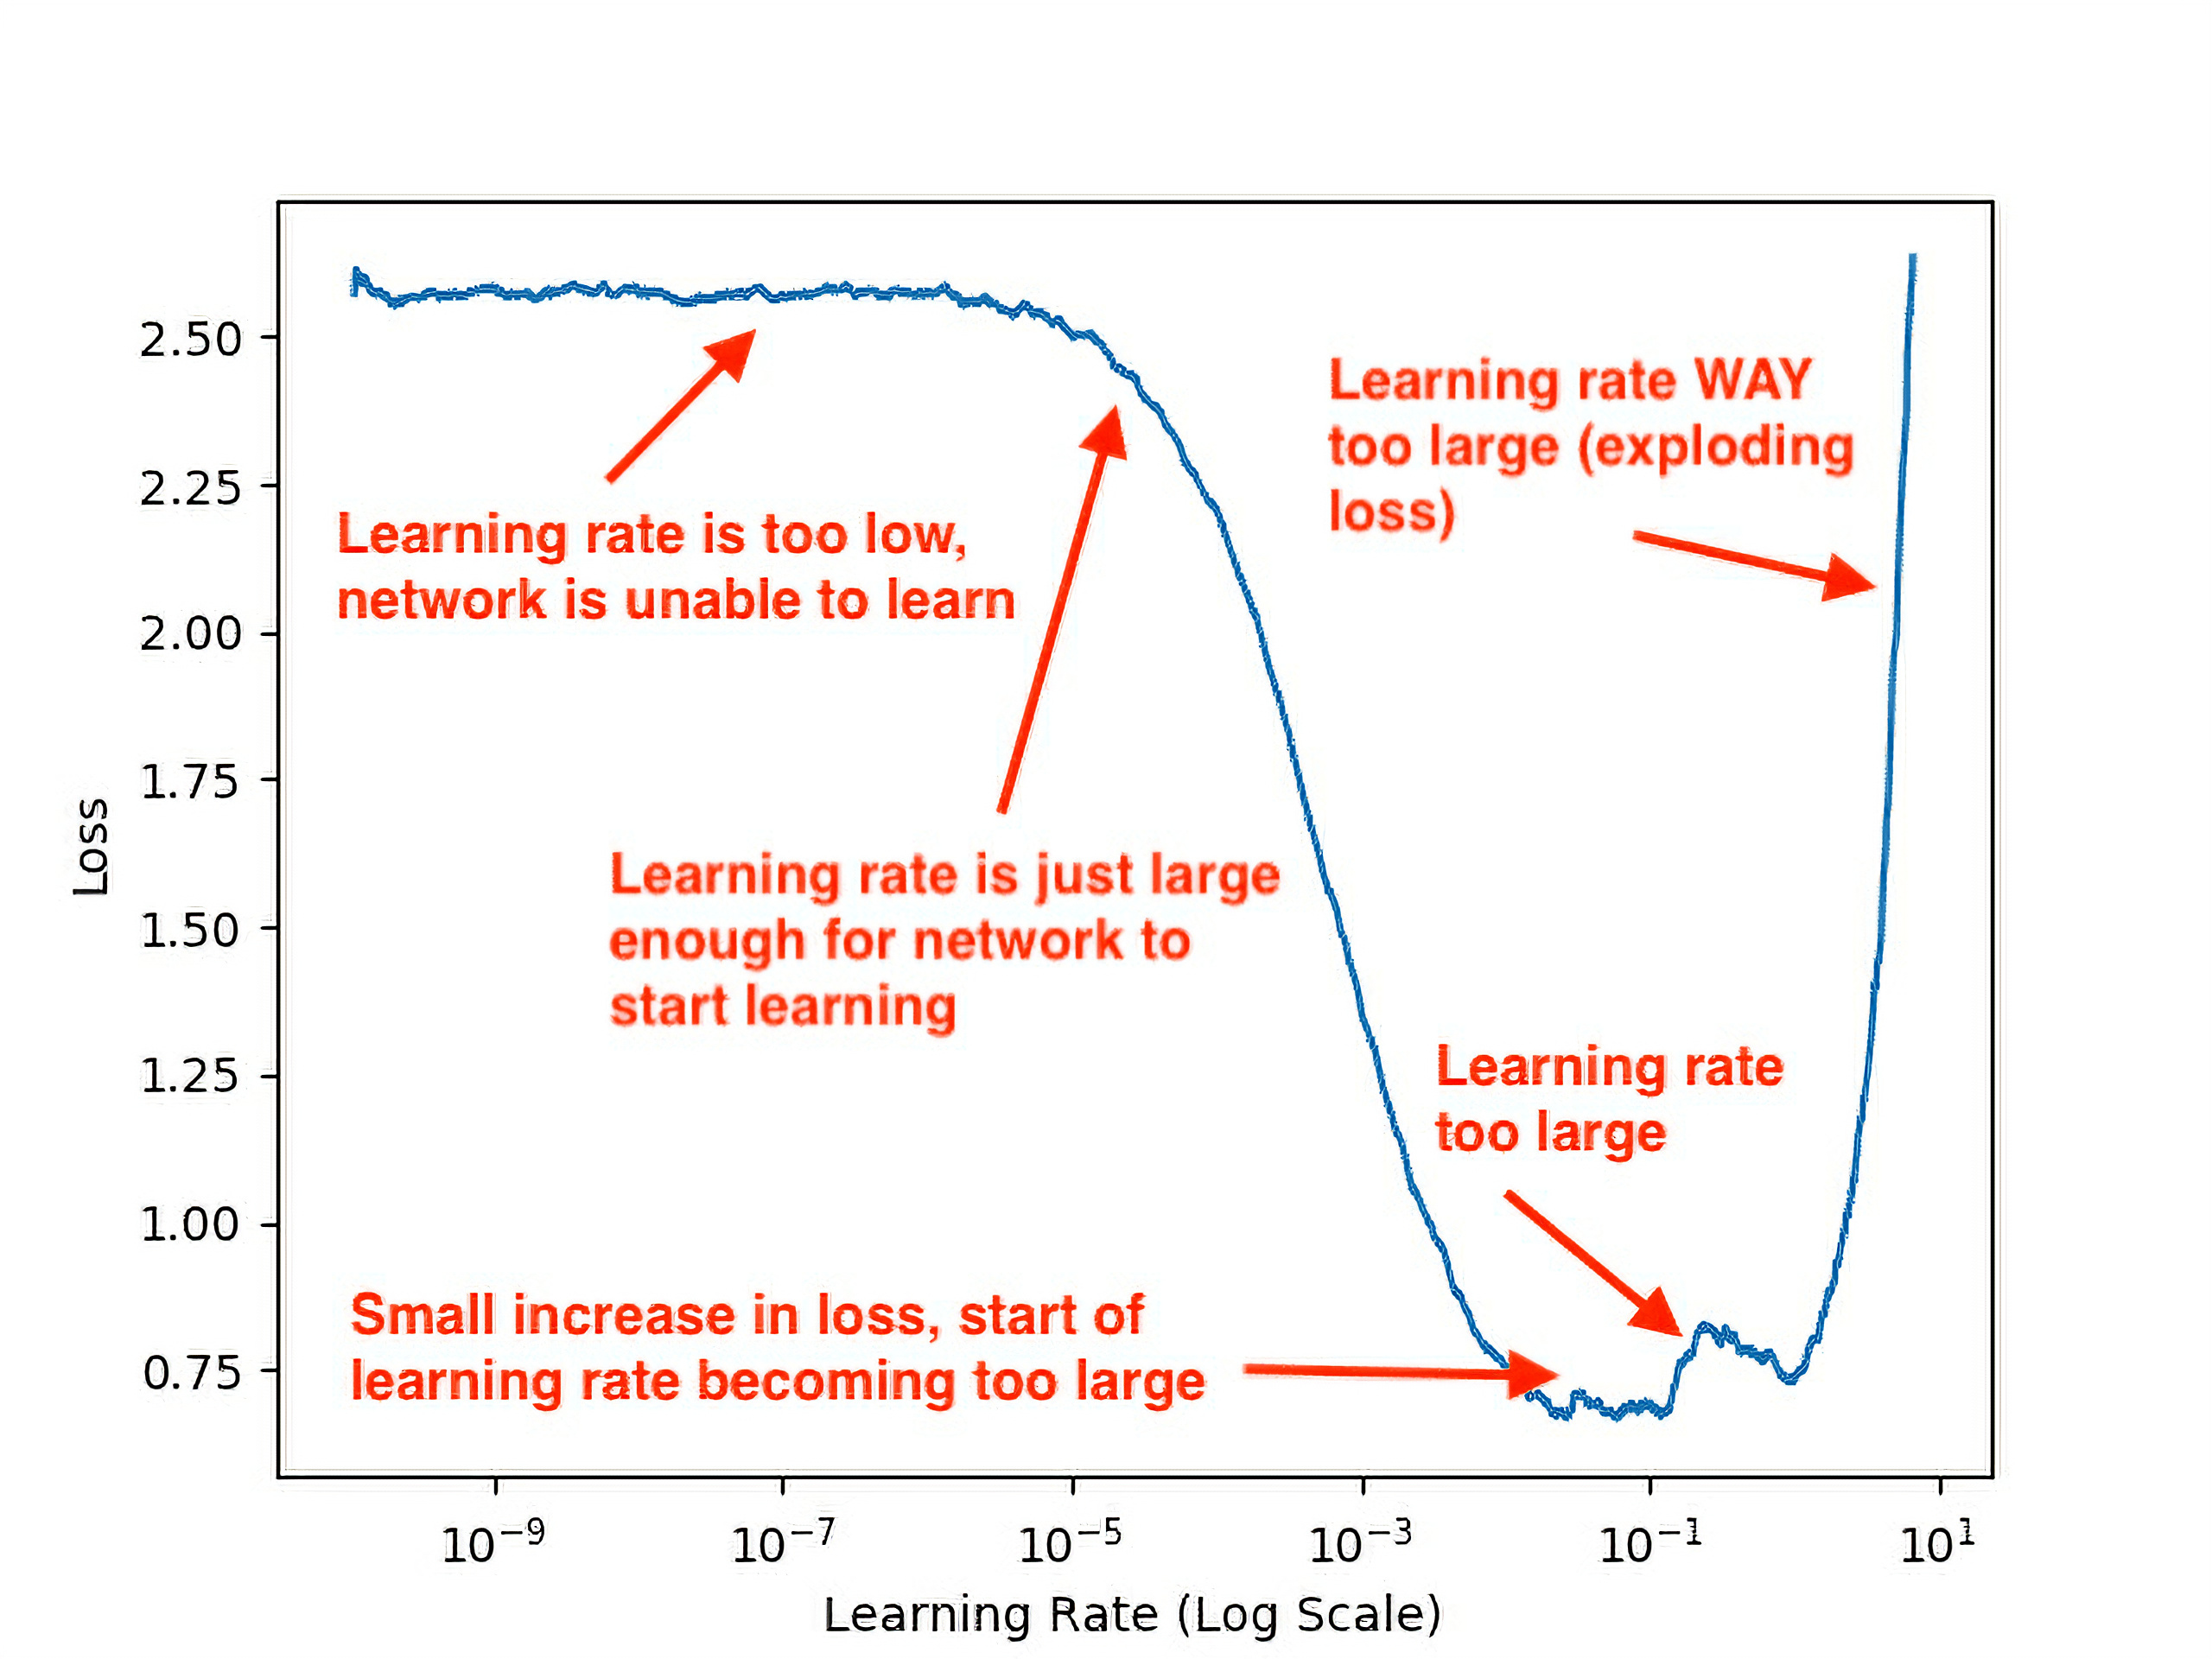 Learning rate WAY
too large (exploding
loss)
Learning rate is too low,
network is unable to learn
Learning rate is just large
enough for network to
start learning
Learning rate
too large
Small increase in loss, start of
learning rate becoming too large
2.50
2.25
2.00
1.75
1.50
1.25
1.00
0.75
Loss
10⁻⁹ 10⁻⁷ 10⁻⁵ 10⁻³ 10⁻¹ 10¹
Learning Rate (Log Scale)